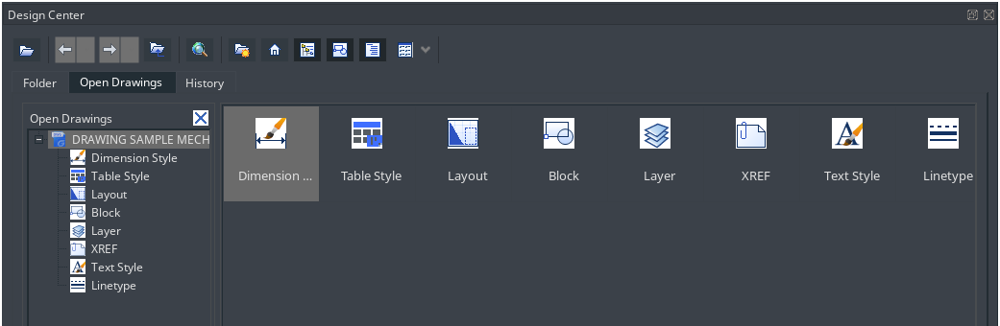 Design Center
Folder Open Drawings History
Open Drawings
DRAWING SAMPLE MECH
Dimension Style
Table Style
Layout
Block
Layer
XREF
Text Style
Linetype
Dimension ... Table Style Layout Block Layer XREF Text Style Linetype